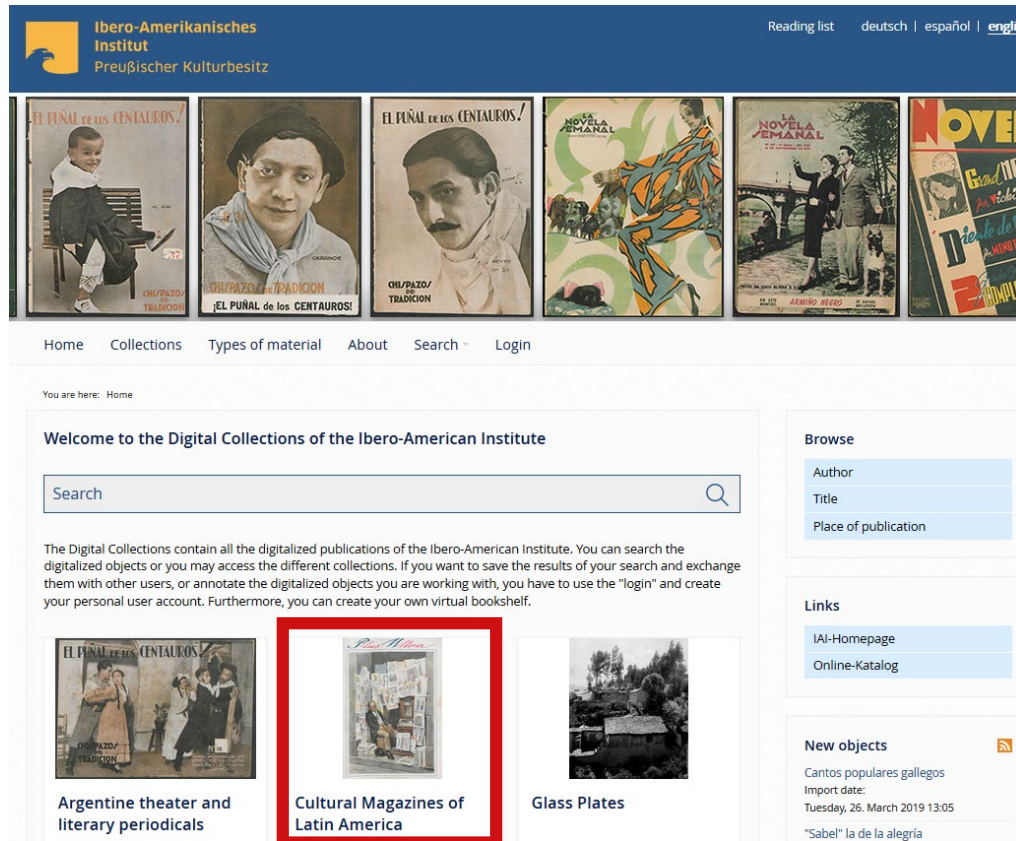 Ibero-Amerikanisches
Institut
Preußischer Kulturbesitz
Reading list deutsch | español |
EL PUÑAL DE LOS CENTAUROS!
CHISPAZOS DE TRADICION
¡EL PUÑAL de los CENTAUROS!
EL PUÑAL DE LOS CENTAUROS!
CHISPAZOS
DE
TRADICION
LA
NOVELA
SEMANAL
LA
NOVELA
SEMANAL
ARMIÑO NEGRO
Home Collections Types of material About Search Login
You are here: Home
Welcome to the Digital Collections of the Ibero-American Institute
Search
The Digital Collections contain all the digitalized publications of the Ibero-American Institute. You can search the
digitalized objects or you may access the different collections. If you want to save the results of your search and exchange
them with other users, or annotate the digitalized objects you are working with, you have to use the "login" and create
your personal user account. Furthermore, you can create your own virtual bookshelf.
EL PUÑAL DE LOS CENTAUROS!
CHISPAZOS
DE
TRADICION
Plus Ultra
Argentine theater and
literary periodicals
Cultural Magazines of
Latin America
Glass Plates
Browse
Author
Title
Place of publication
Links
IAI-Homepage
Online-Katalog
New objects
Cantos populares gallegos
Import date:
Tuesday, 26. March 2019 13:05
"Sabel" la de la alegría